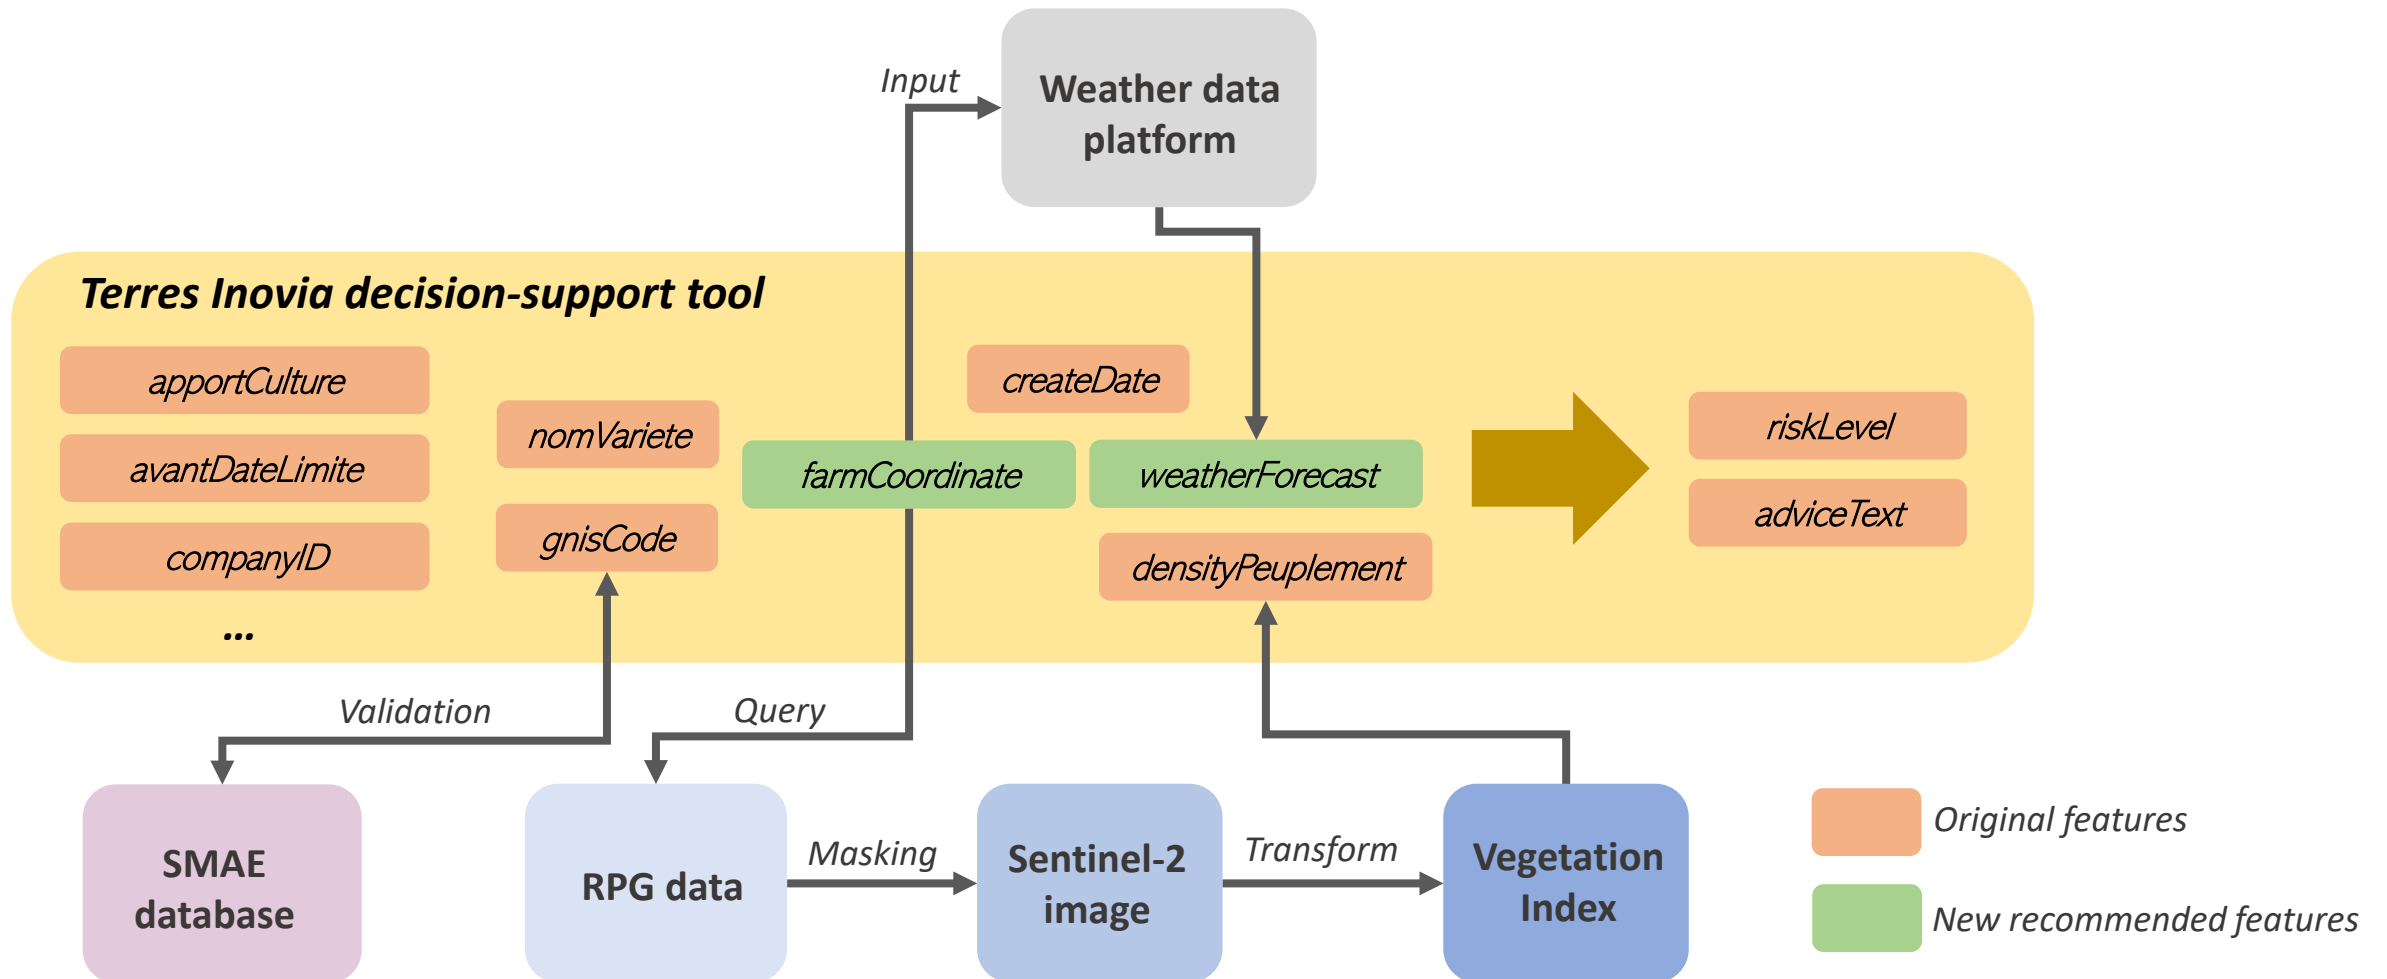 Input
Weather data
platform
Terres Inovia decision-support tool
apportCulture
avantDateLimite
companyID
...
nomVariete
gnisCode
farmCoordinate
createDate
weatherForecast
densityPeuplement
riskLevel
adviceText
Validation
Query
SMAE
database
RPG data
Masking
Sentinel-2
image
Transform
Vegetation
Index
Original features
New recommended features